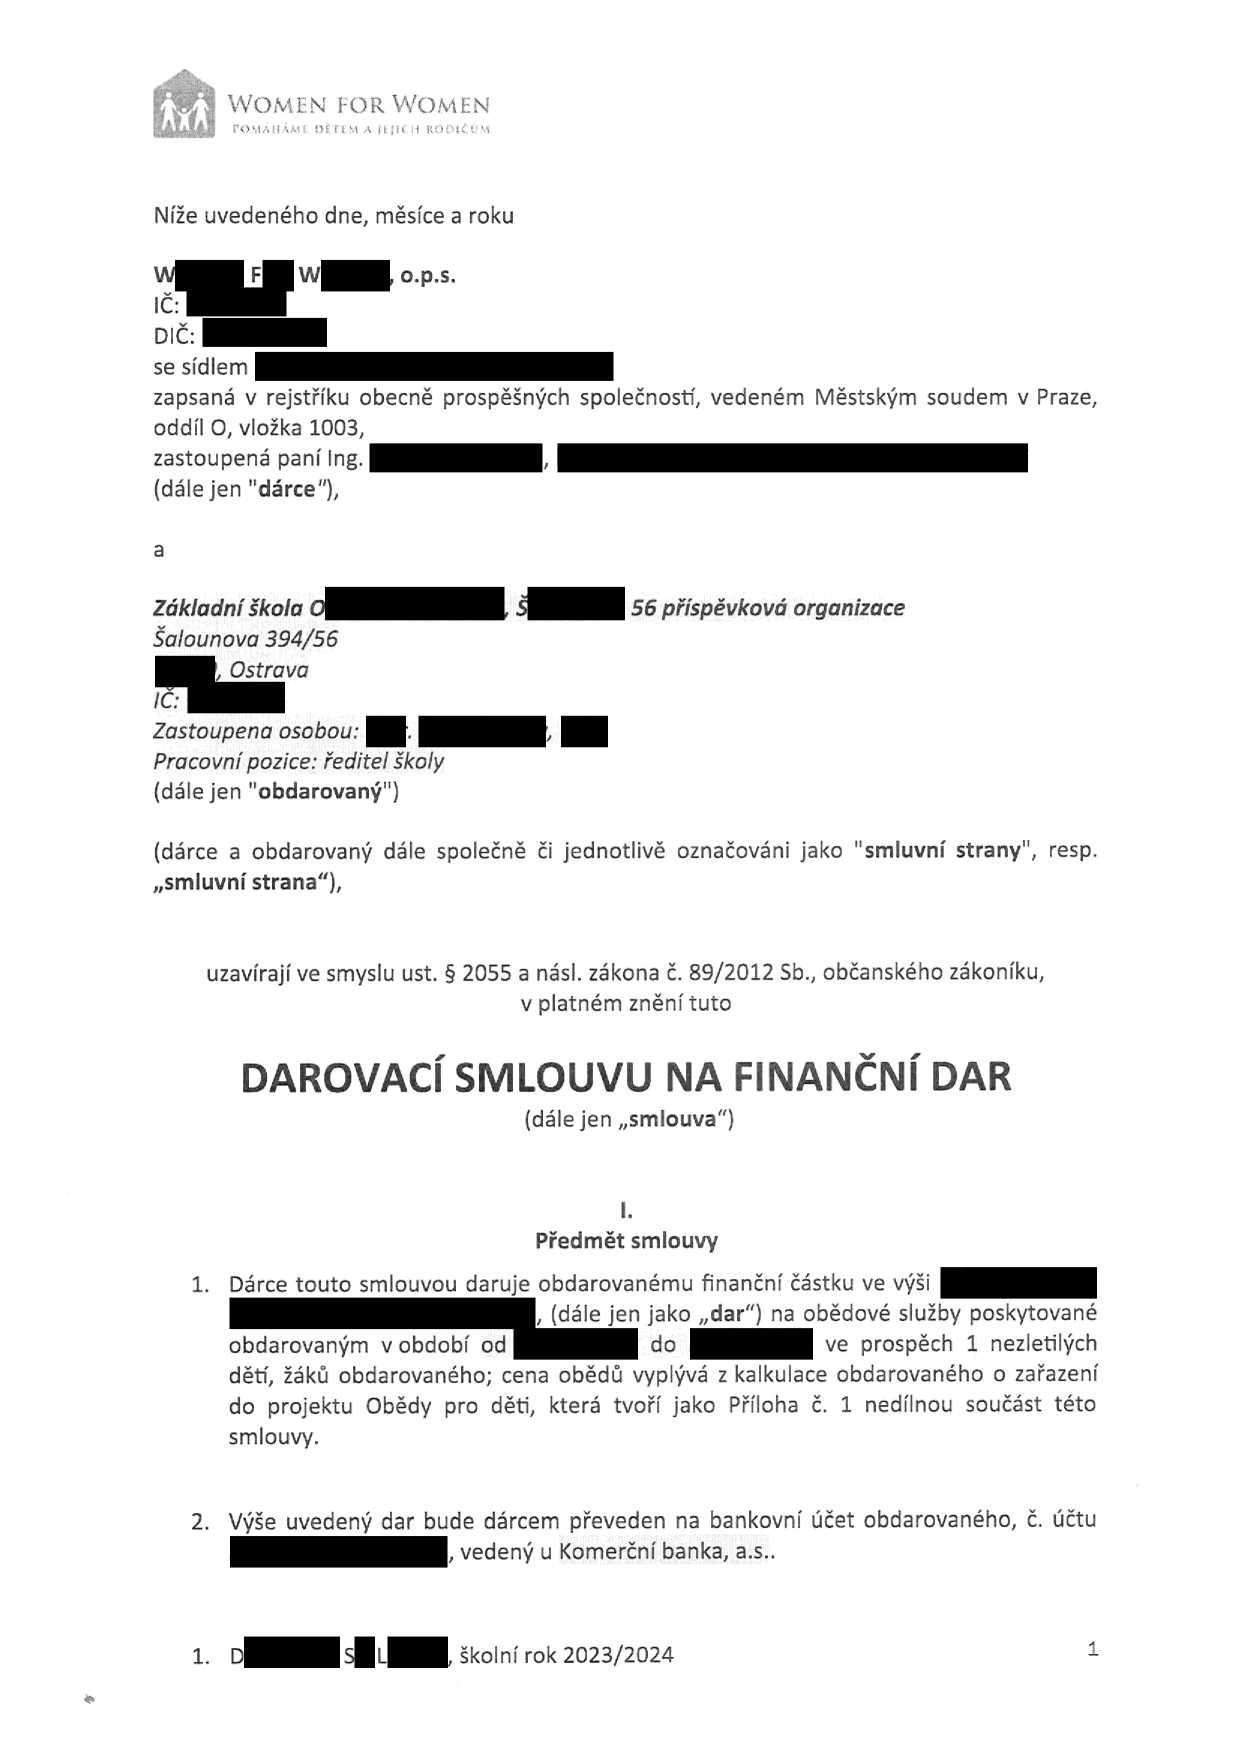 WOMEN FOR WOMEN
POMÁHÁME DĚTEM A JEJICH RODIČŮM
Níže uvedeného dne, měsíce a roku
W F W, o.p.s.
IČ:
DIČ:
se sídlem
zapsaná v rejstříku obecně prospěšných společností, vedeném Městským soudem v Praze,
oddíl O, vložka 1003,
zastoupená paní Ing. ,
(dále jen "dárce"),
a
Základní škola O , Š 56 příspěvková organizace
Šalounova 394/56
, Ostrava
IČ:
Zastoupena osobou: . ,
Pracovní pozice: ředitel školy
(dále jen "obdarovaný")
(dárce a obdarovaný dále společně či jednotlivě označováni jako "smluvní strany", resp.
„smluvní strana“),
uzavírají ve smyslu ust. § 2055 a násl. zákona č. 89/2012 Sb., občanského zákoníku,
v platném znění tuto
DAROVACÍ SMLOUVU NA FINANČNÍ DAR
(dále jen „smlouva“)
I.
Předmět smlouvy
1. Dárce touto smlouvou daruje obdarovanému finanční částku ve výši
, (dále jen jako „dar“) na obědové služby poskytované
obdarovaným v období od do ve prospěch 1 nezletilých
dětí, žáků obdarovaného; cena obědů vyplývá z kalkulace obdarovaného o zařazení
do projektu Obědy pro děti, která tvoří jako Příloha č. 1 nedílnou součást této
smlouvy.
2. Výše uvedený dar bude dárcem převeden na bankovní účet obdarovaného, č. účtu
, vedený u Komerční banka, a.s..
1. D S L , školní rok 2023/2024
1